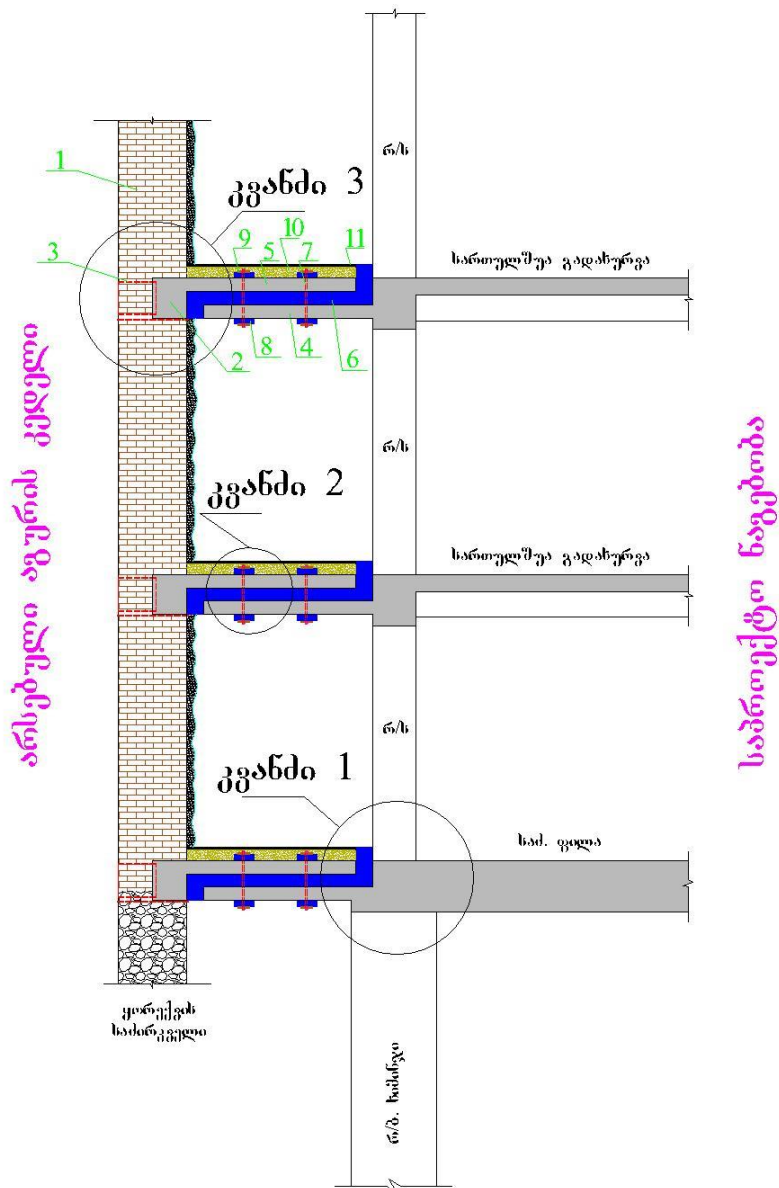 რ/ს
1
კვანძი 3
3
9
10
5
7
11
სართულშუა გადახურვა
2
8
4
6
არსებული აგურის კედელი
საპროექტო ნაგებობა
რ/ს
კვანძი 2
სართულშუა გადახურვა
რ/ს
კვანძი 1
საძ. ფილა
ყორექვის
საძირკველი
რ/ბ. ხიმინჯი